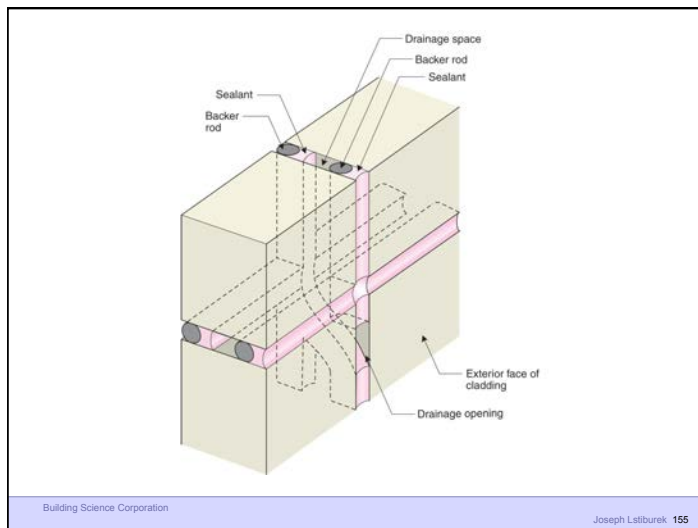 Drainage space
Backer rod
Sealant
Sealant
Backer
rod
Exterior face of
cladding
Drainage opening
Building Science Corporation
Joseph Lstiburek 155